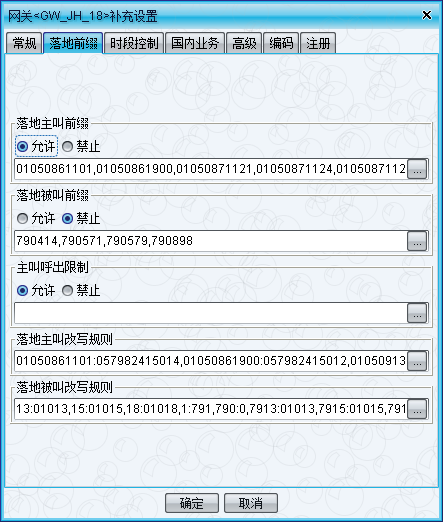 网关<GW_JH_18>补充设置
常规 落地前缀 时段控制 国内业务 高级 编码 注册
落地主叫前缀
允许 禁止
01050861101,01050861900,01050871121,01050871124,01050871112 ...
落地被叫前缀
允许 禁止
790414,790571,790579,790898 ...
主叫呼出限制
允许 禁止
...
落地主叫改写规则
01050861101:057982415014,01050861900:057982415012,01050913 ...
落地被叫改写规则
13:01013,15:01015,18:01018,1:791,790:0,7913:01013,7915:01015,791 ...
确定 取消